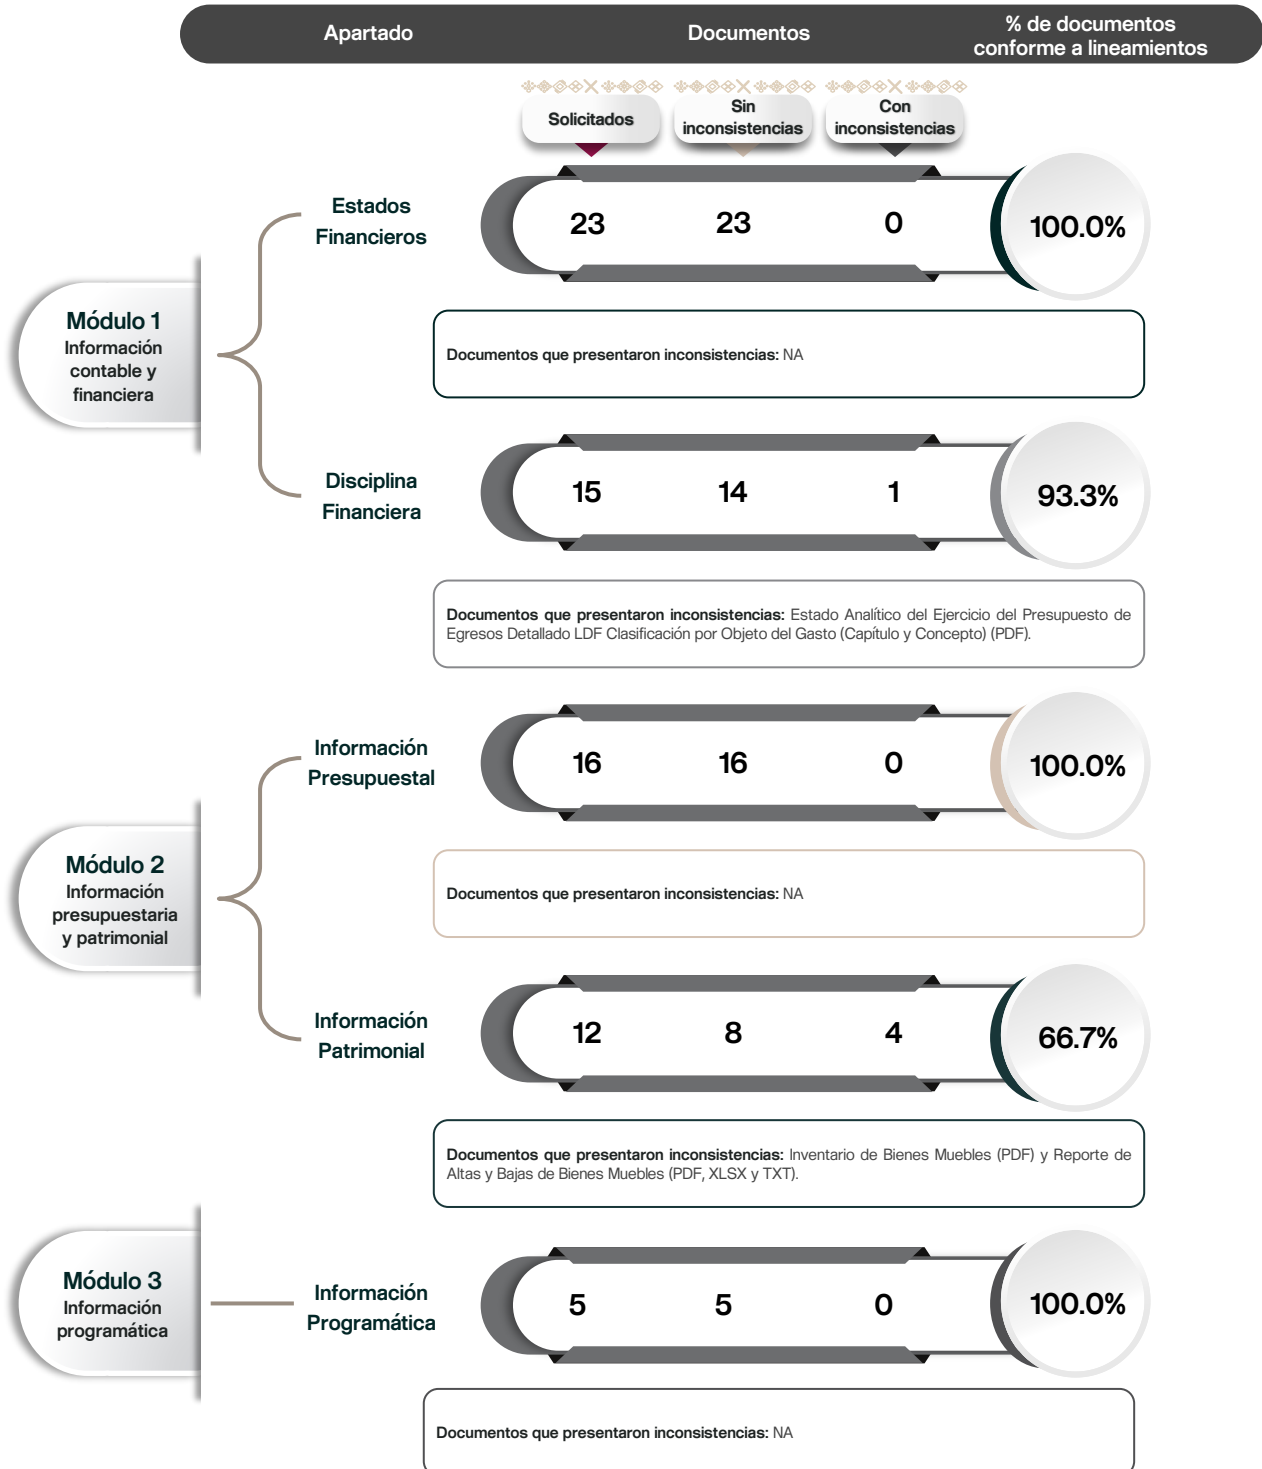 Apartado
Documentos
% de documentos
conforme a lineamientos
Solicitados
Sin
inconsistencias
Con
inconsistencias
Módulo 1
Información
contable y
financiera
Estados
Financieros
23
23
0
100.0%
Documentos que presentaron inconsistencias: NA
Disciplina
Financiera
15
14
1
93.3%
Documentos que presentaron inconsistencias: Estado Analítico del Ejercicio del Presupuesto de
Egresos Detallado LDF Clasificación por Objeto del Gasto (Capítulo y Concepto) (PDF).
Módulo 2
Información
presupuestaria
y patrimonial
Información
Presupuestal
16
16
0
100.0%
Documentos que presentaron inconsistencias: NA
Información
Patrimonial
12
8
4
66.7%
Documentos que presentaron inconsistencias: Inventario de Bienes Muebles (PDF) y Reporte de
Altas y Bajas de Bienes Muebles (PDF, XLSX y TXT).
Módulo 3
Información
programática
Información
Programática
5
5
0
100.0%
Documentos que presentaron inconsistencias: NA